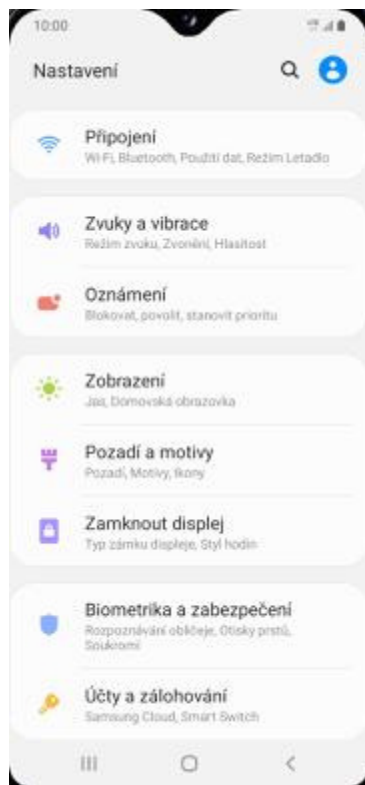 10:00
Nastavení
Připojení
Wi-Fi, Bluetooth, Použití dat, Režim Letadlo
Zvuky a vibrace
Režim zvuku, Zvonění, Hlasitost
Oznámení
Blokovat, povolit, stanovit prioritu
Zobrazení
Jas, Domovská obrazovka
Pozadí a motivy
Pozadí, Motivy, Ikony
Zamknout displej
Typ zámku displeje, Styl hodin
Biometrika a zabezpečení
Rozpoznávání obličeje, Otisky prstů,
Soukromí
Účty a zálohování
Samsung Cloud, Smart Switch